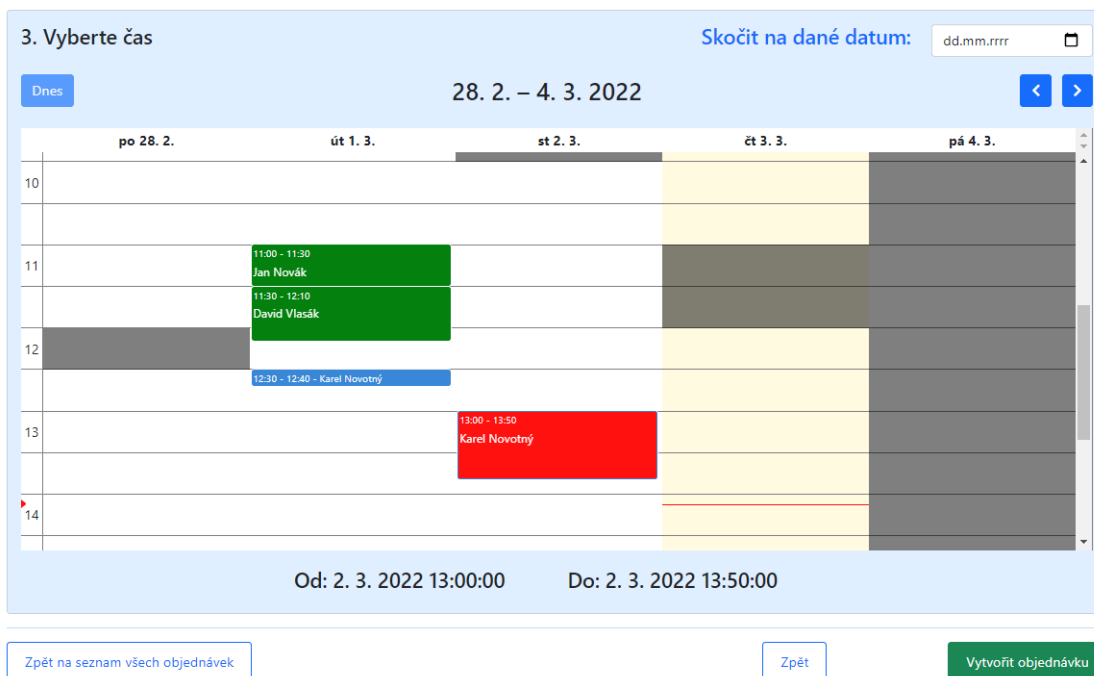 3. Vyberte čas
Skočit na dané datum:
dd.mm.rrrr
Dnes
28. 2. – 4. 3. 2022
po 28. 2.
út 1. 3.
st 2. 3.
čt 3. 3.
pá 4. 3.
10
11
11:00 - 11:30
Jan Novák
11:30 - 12:10
David Vlasák
12
12:30 - 12:40 - Karel Novotný
13
13:00 - 13:50
Karel Novotný
14
Od: 2. 3. 2022 13:00:00
Do: 2. 3. 2022 13:50:00
Zpět na seznam všech objednávek
Zpět
Vytvořit objednávku